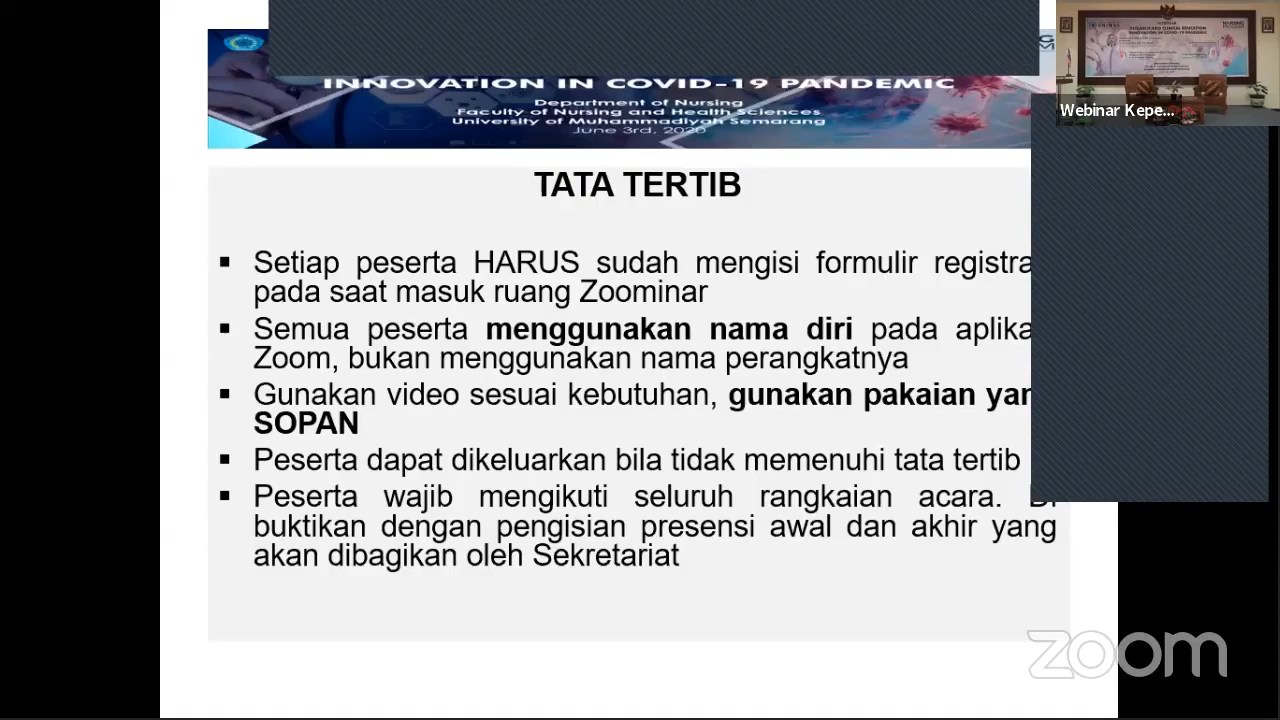 INNOVATION IN COVID-19 PANDEMIC
Department of Nursing
Faculty of Nursing and Health Sciences
University of Muhammadiyah Semarang
June 3rd, 2020
Webinar Kepe...
TATA TERTIB
▪ Setiap peserta HARUS sudah mengisi formulir registra
pada saat masuk ruang Zoominar
▪ Semua peserta menggunakan nama diri pada aplika
Zoom, bukan menggunakan nama perangkatnya
▪ Gunakan video sesuai kebutuhan, gunakan pakaian yan
SOPAN
▪ Peserta dapat dikeluarkan bila tidak memenuhi tata tertib
▪ Peserta wajib mengikuti seluruh rangkaian acara. Di
buktikan dengan pengisian presensi awal dan akhir yang
akan dibagikan oleh Sekretariat
zoom